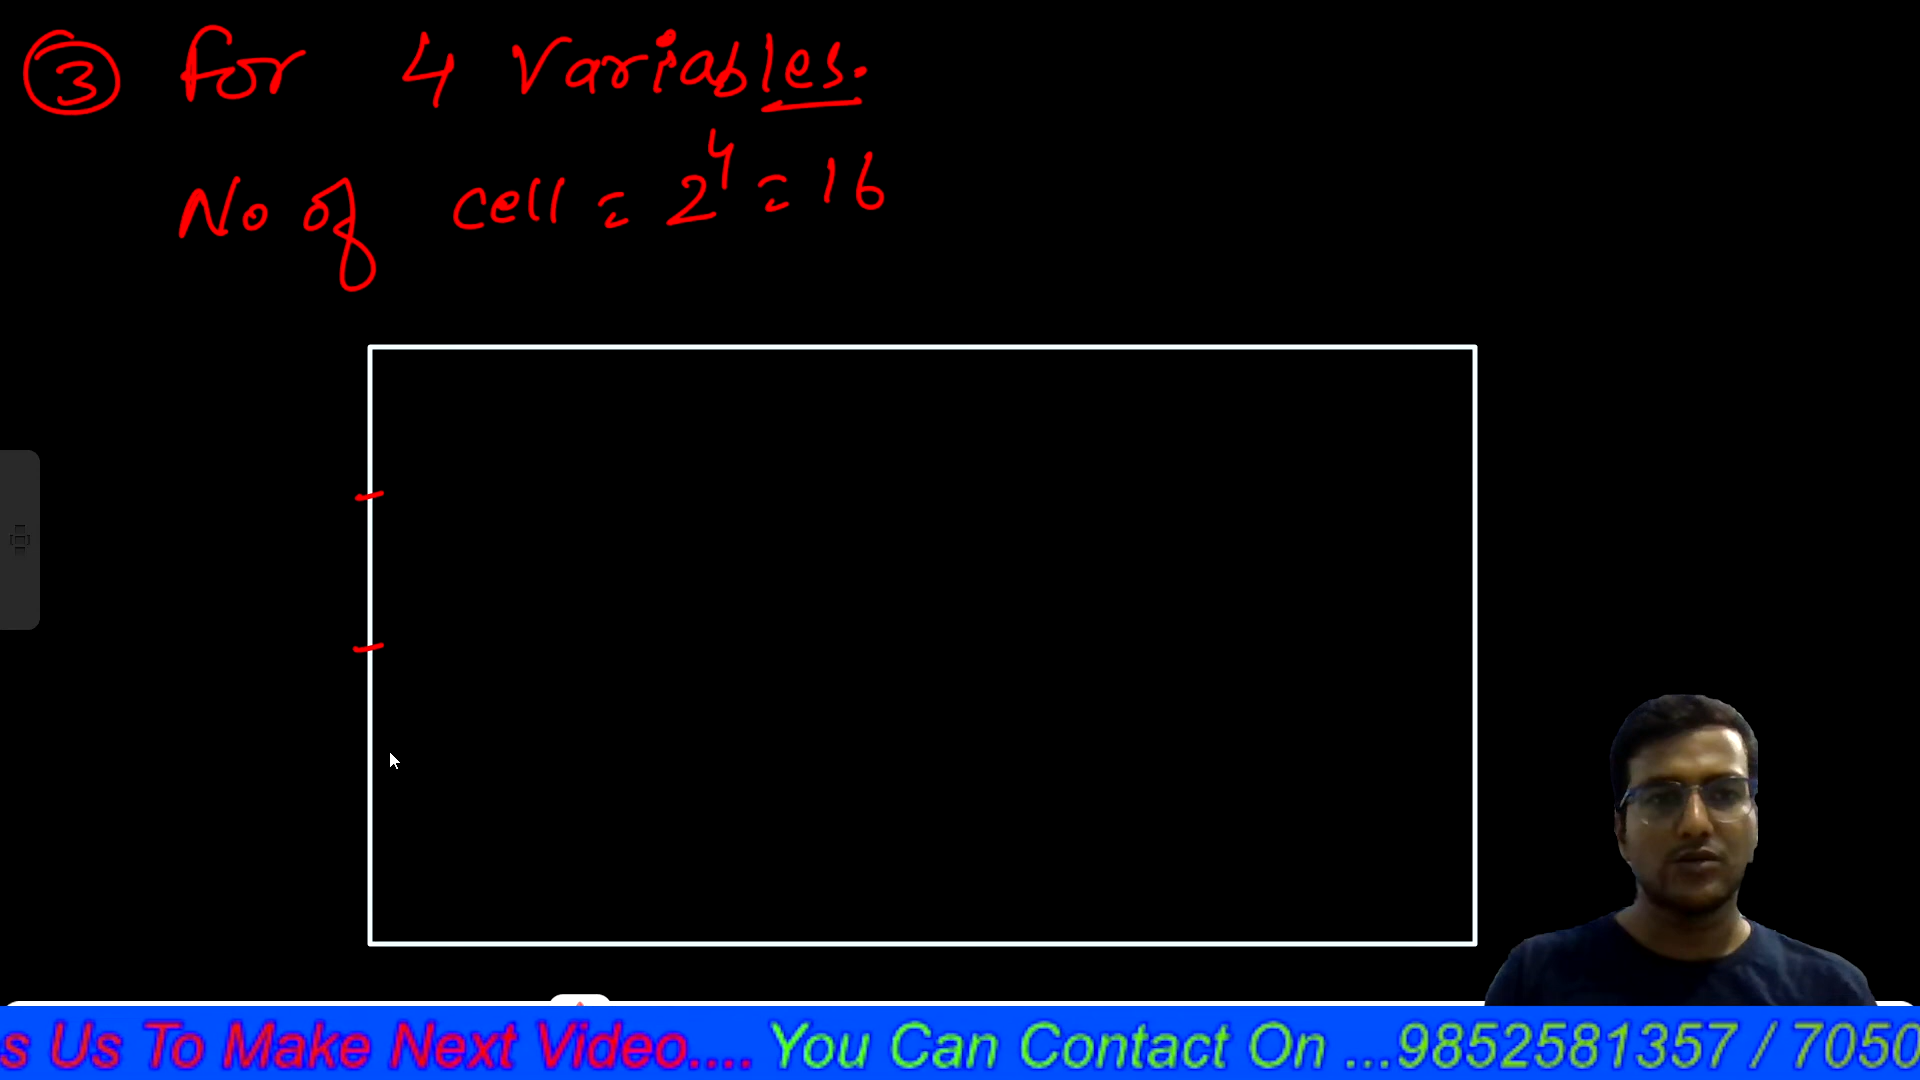 ③ For 4 Variables.
No of cell = 2⁴ = 16
s Us To Make Next Video.... You Can Contact On ...9852581357 / 7050